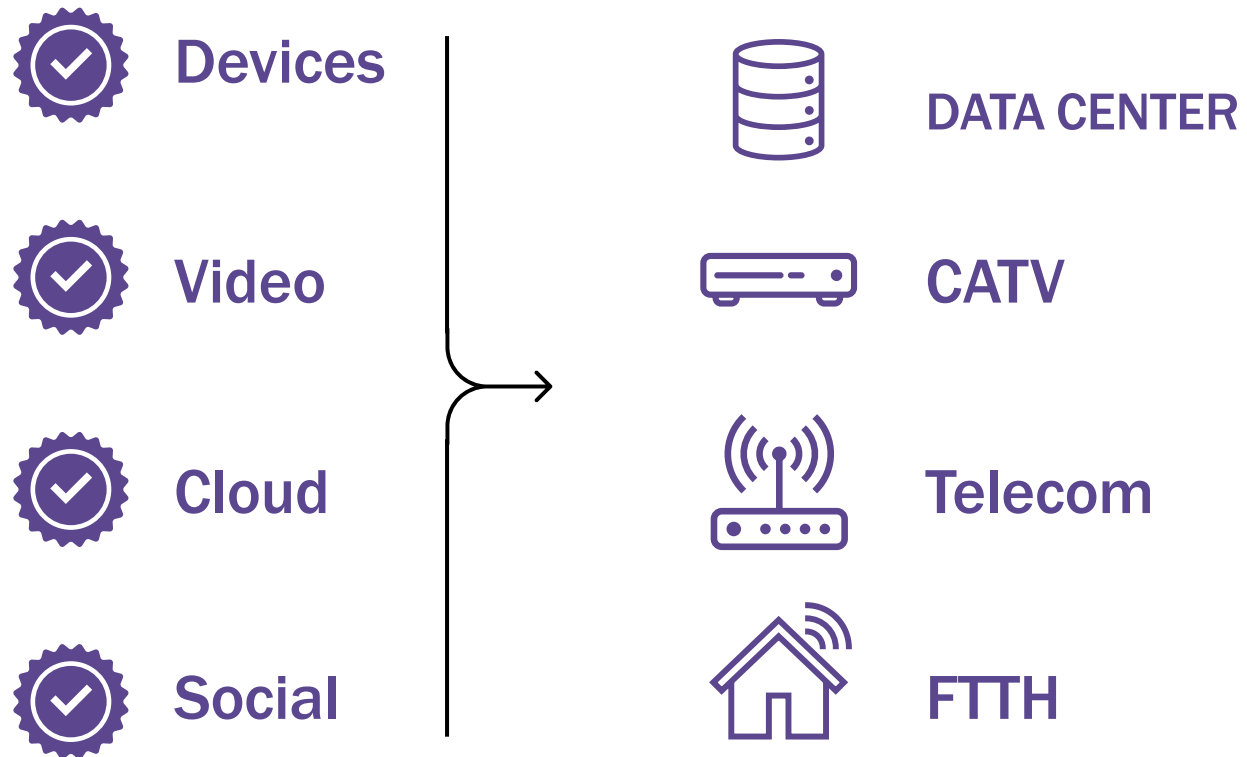 Devices
Video
Cloud
Social
DATA CENTER
CATV
Telecom
FTTH